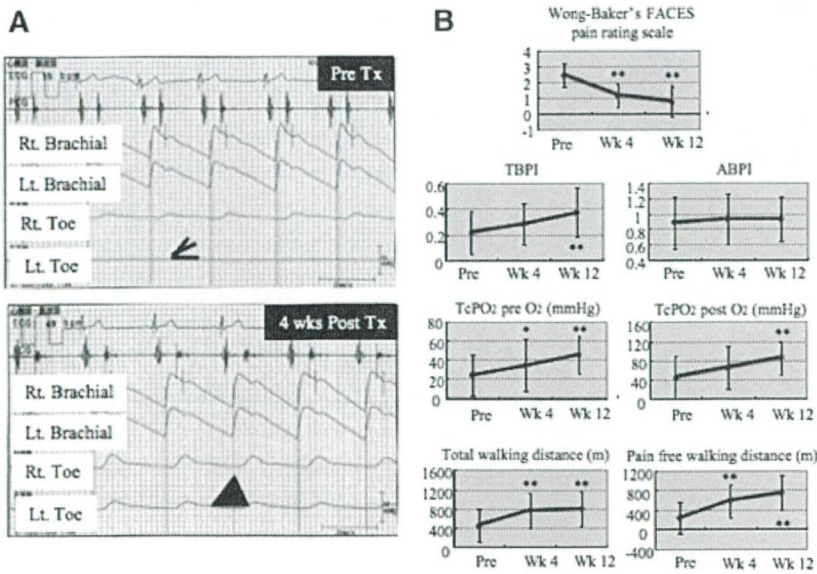 A
Pre Tx
Rt. Brachial
Lt. Brachial
Rt. Toe
Lt. Toe
4 wks Post Tx
Rt. Brachial
Lt. Brachial
Rt. Toe
Lt. Toe
B
Wong-Baker's FACES
pain rating scale
4
3
2
1
0
-1
** **
Pre Wk 4 Wk 12
TBPI
0.6
0.4
0.2
0
**
Pre Wk 4 Wk 12
ABPI
1.4
1.2
1
0.8
0.6
0.4
Pre Wk 4 Wk 12
TcPO2 pre O2 (mmHg)
80
60
40
20
0
* **
Pre Wk 4 Wk 12
TcPO2 post O2 (mmHg)
160
120
80
40
0
**
Pre Wk 4 Wk 12
Total walking distance (m)
1600
1200
800
400
0
** **
Pre Wk 4 Wk 12
Pain free walking distance (m)
1200
800
400
0
-400
** **
Pre Wk 4 Wk 12